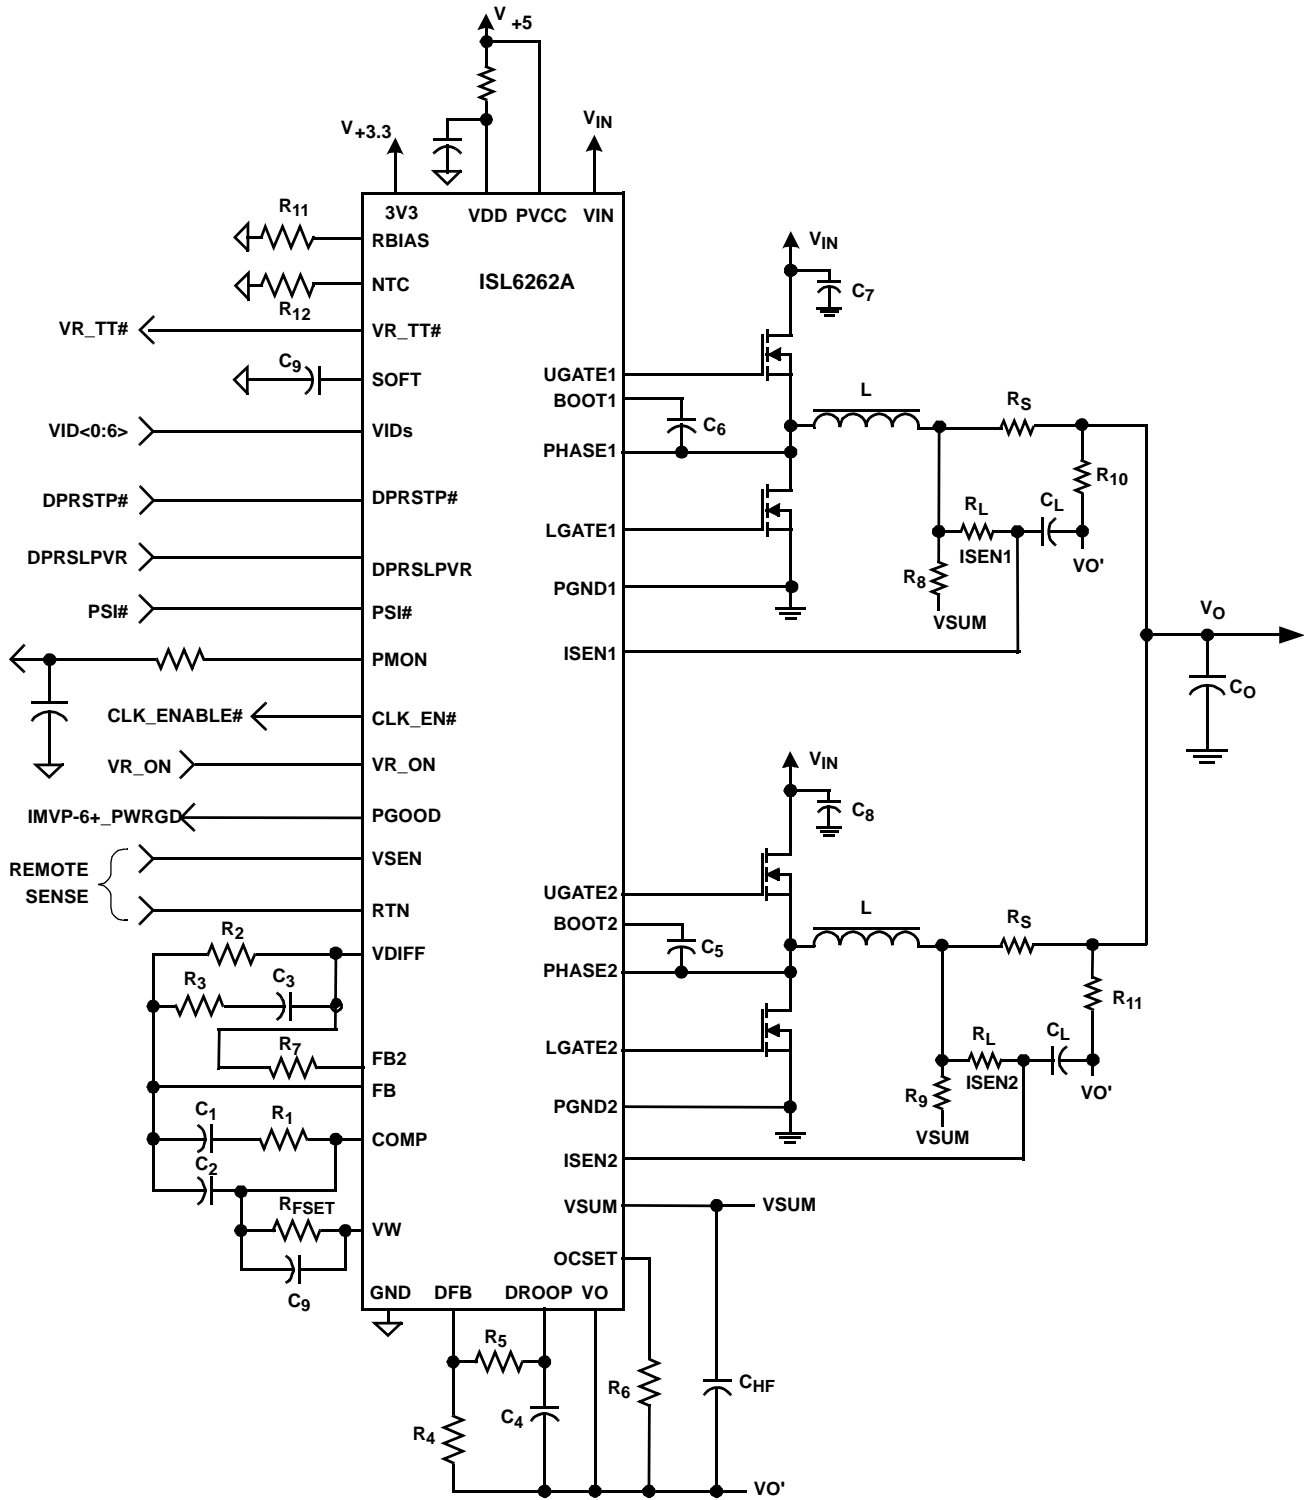 V +5
V+3.3
VIN
3V3
VDD PVCC VIN
R11
RBIAS
ISL6262A
NTC
R12
VR_TT#
VR_TT#
C9
SOFT
VID<0:6>
VIDs
DPRSTP#
DPRSTP#
DPRSLPVR
DPRSLPVR
PSI#
PSI#
PMON
CLK_ENABLE#
CLK_EN#
VR_ON
VR_ON
IMVP-6+_PWRGD
PGOOD
REMOTE
SENSE
VSEN
RTN
R2
VDIFF
R3
C3
R7
FB2
FB
C1
R1
COMP
C2
RFSET
VW
C9
GND
DFB
DROOP VO
R5
R4
C4
R6
CHF
VO'
UGATE1
BOOT1
C6
PHASE1
LGATE1
PGND1
ISEN1
VIN
C7
L
RS
R10
RL
CL
ISEN1
VO'
R8
VSUM
VO
CO
VIN
C8
UGATE2
BOOT2
C5
PHASE2
LGATE2
PGND2
ISEN2
L
RS
R11
RL
CL
ISEN2
VO'
R9
VSUM
VSUM
VSUM
OCSET